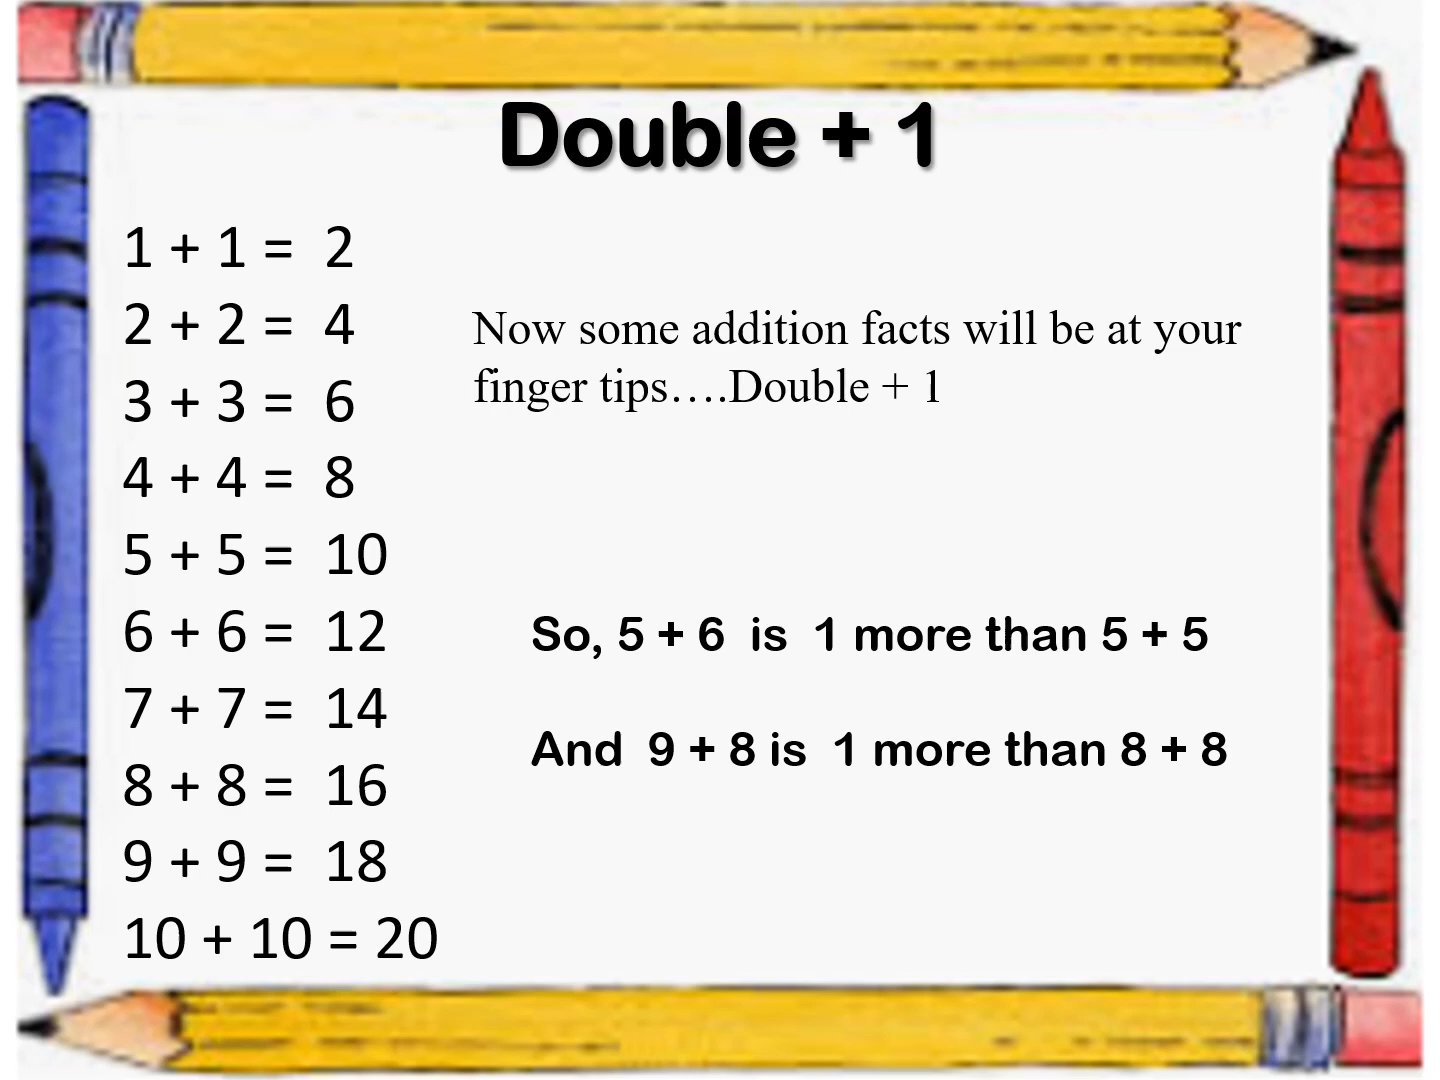 Double + 1
1 + 1 =  2
2 + 2 =  4
3 + 3 =  6
4 + 4 =  8
5 + 5 =  10
6 + 6 =  12
7 + 7 =  14
8 + 8 =  16
9 + 9 =  18
10 + 10 = 20
Now some addition facts will be at your
finger tips….Double + 1
So, 5 + 6  is  1 more than 5 + 5
And  9 + 8 is  1 more than 8 + 8